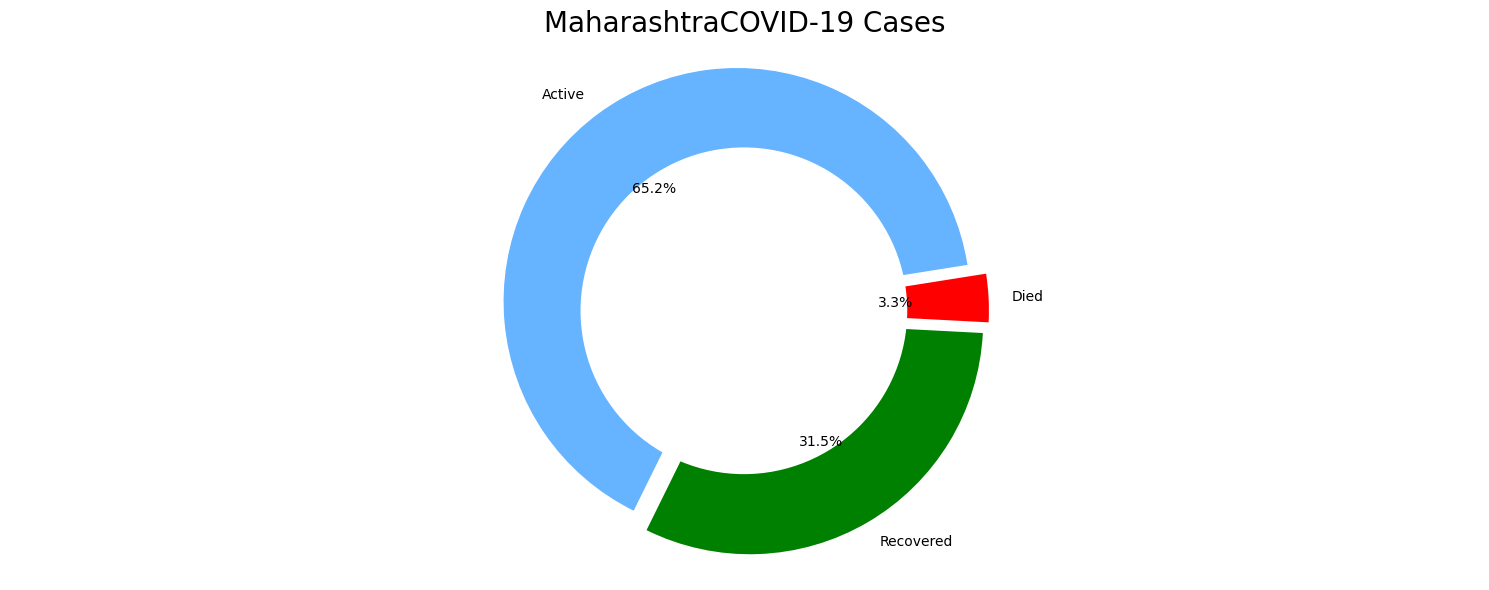 MaharashtraCOVID-19 Cases
Active
65.2%
3.3%
Died
31.5%
Recovered